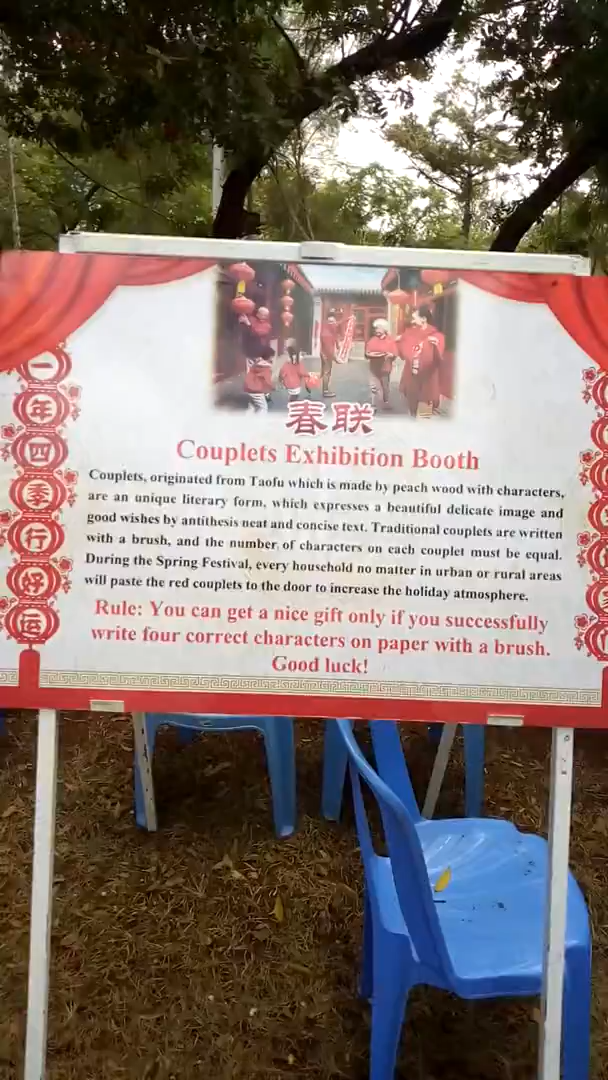 一年四季行好运
春联
Couplets Exhibition Booth
Couplets, originated from Taofu which is made by peach wood with characters,
are an unique literary form, which expresses a beautiful delicate image and
good wishes by antithesis neat and concise text. Traditional couplets are written
with a brush, and the number of characters on each couplet must be equal.
During the Spring Festival, every household no matter in urban or rural areas
will paste the red couplets to the door to increase the holiday atmosphere.
Rule: You can get a nice gift only if you successfully
write four correct characters on paper with a brush.
Good luck!